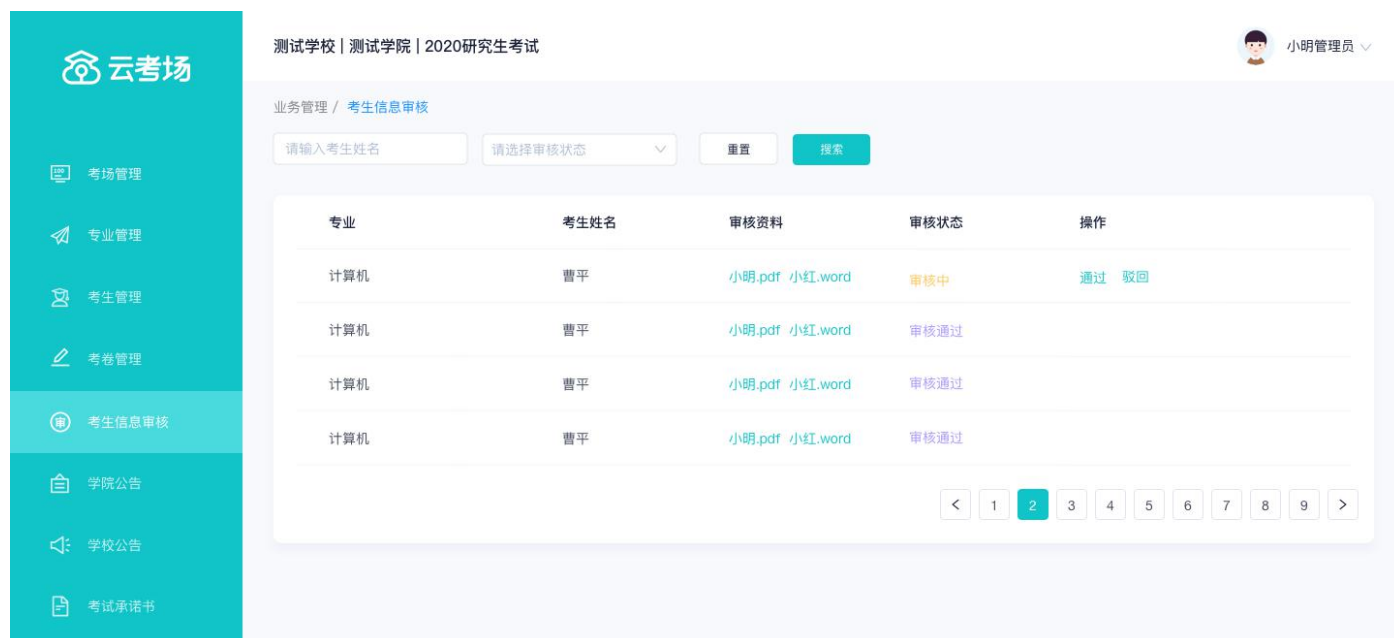 云考场
测试学校 | 测试学院 | 2020研究生考试
小明管理员
考场管理
专业管理
考生管理
考卷管理
审 考生信息审核
学院公告
学校公告
考试承诺书
业务管理 / 考生信息审核
请输入考生姓名 请选择审核状态 重置 搜索
专业 考生姓名 审核资料 审核状态 操作
计算机 曹平 小明.pdf 小红.word 审核中 通过 驳回
计算机 曹平 小明.pdf 小红.word 审核通过
计算机 曹平 小明.pdf 小红.word 审核通过
计算机 曹平 小明.pdf 小红.word 审核通过
< 1 2 3 4 5 6 7 8 9 >